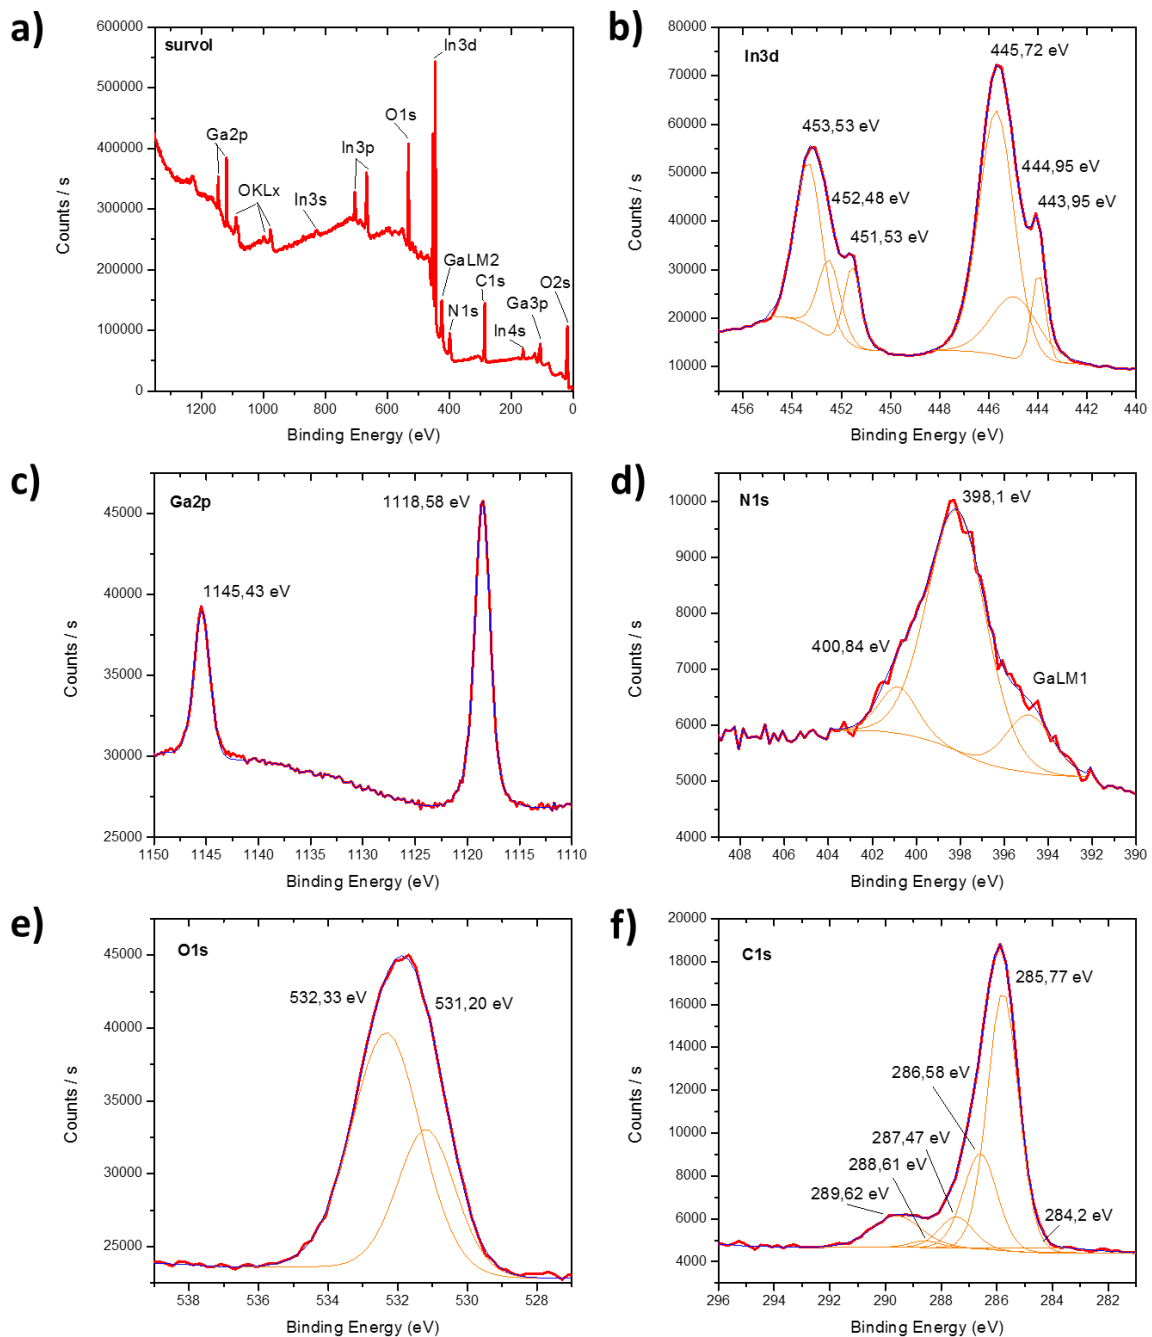 a)
survol
In3d
Ga2p
OKLx
In3s
In3p
O1s
GaLM2
N1s
C1s
In4s
Ga3p
O2s
600000
500000
400000
300000
200000
100000
0
1200 1000 800 600 400 200 0
Counts / s
Binding Energy (eV)
b)
In3d
445,72 eV
453,53 eV
452,48 eV
451,53 eV
444,95 eV
443,95 eV
80000
70000
60000
50000
40000
30000
20000
10000
456 454 452 450 448 446 444 442 440
Counts / s
Binding Energy (eV)
c)
Ga2p
1118,58 eV
1145,43 eV
45000
40000
35000
30000
25000
1150 1145 1140 1135 1130 1125 1120 1115 1110
Counts / s
Binding Energy (eV)
d)
N1s
398,1 eV
400,84 eV
GaLM1
10000
9000
8000
7000
6000
5000
4000
408 406 404 402 400 398 396 394 392 390
Counts / s
Binding Energy (eV)
e)
O1s
532,33 eV
531,20 eV
45000
40000
35000
30000
25000
538 536 534 532 530 528
Counts / s
Binding Energy (eV)
f)
C1s
285,77 eV
286,58 eV
287,47 eV
288,61 eV
289,62 eV
284,2 eV
20000
18000
16000
14000
12000
10000
8000
6000
4000
296 294 292 290 288 286 284 282
Counts / s
Binding Energy (eV)